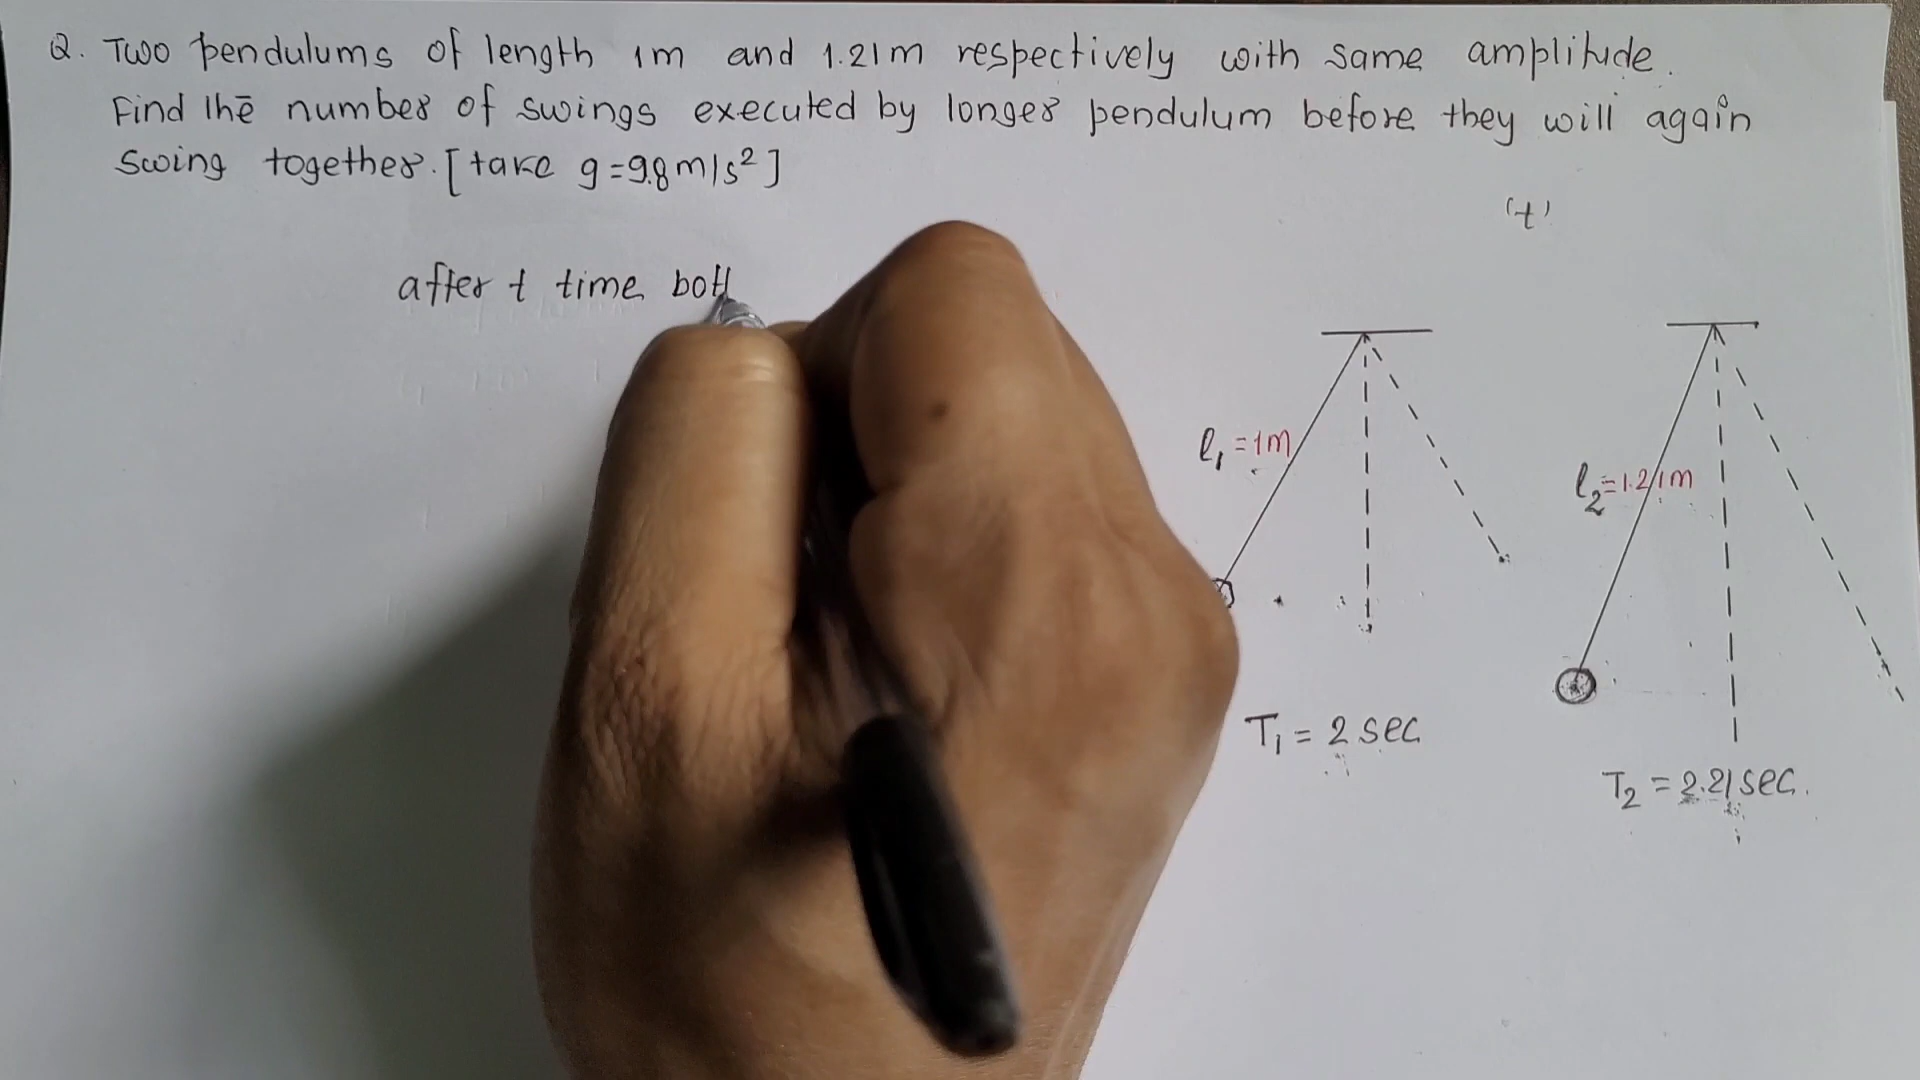 Q. Two pendulums of length 1m and 1.21m respectively with same amplitude.
Find the number of swings executed by longer pendulum before they will again
swing together. [take g=9.8m/s²]
't'
after t time both
l₁ = 1m
l₂ = 1.21m
T₁ = 2 sec
T₂ = 2.21 sec.